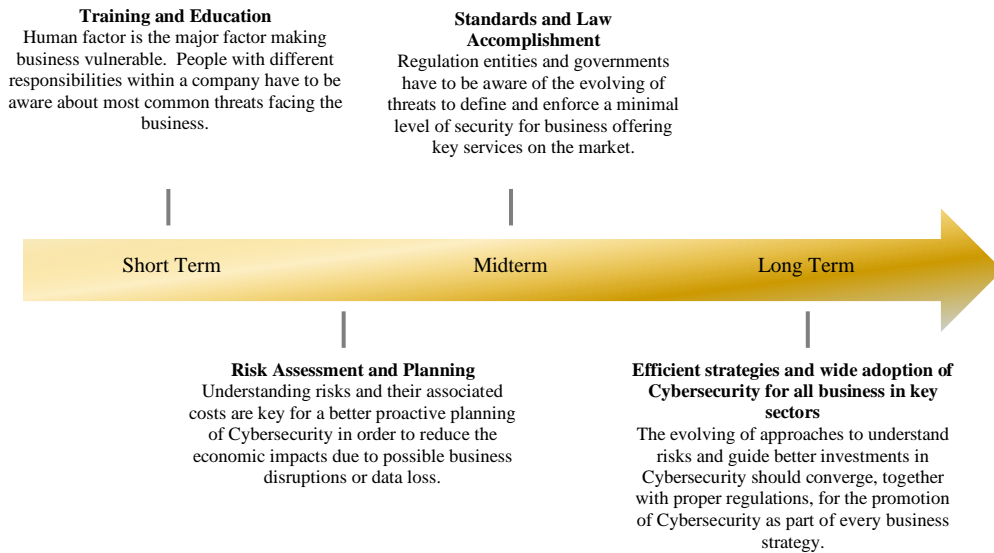 Training and Education
Human factor is the major factor making
business vulnerable. People with different
responsibilities within a company have to be
aware about most common threats facing the
business.
Standards and Law
Accomplishment
Regulation entities and governments
have to be aware of the evolving of
threats to define and enforce a minimal
level of security for business offering
key services on the market.
Short Term
Midterm
Long Term
Risk Assessment and Planning
Understanding risks and their associated
costs are key for a better proactive planning
of Cybersecurity in order to reduce the
economic impacts due to possible business
disruptions or data loss.
Efficient strategies and wide adoption of
Cybersecurity for all business in key
sectors
The evolving of approaches to understand
risks and guide better investments in
Cybersecurity should converge, together
with proper regulations, for the promotion
of Cybersecurity as part of every business
strategy.